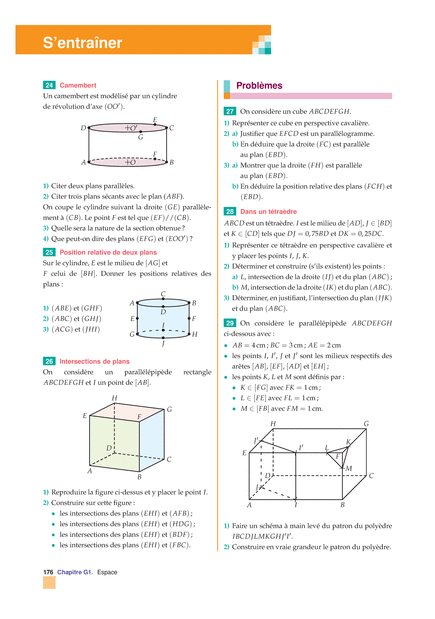 S'entraîner
24 Camembert
Un camembert est modélisé par un cylindre
de révolution d'axe (OO′).
D
+O′
E
C
G
A
+O
F
B
1) Citer deux plans parallèles.
2) Citer trois plans sécants avec le plan (ABF).
On coupe le cylindre suivant la droite (GE) parallèle-
ment à (CB). Le point F est tel que (EF)//(CB).
3) Quelle sera la nature de la section obtenue ?
4) Que peut-on dire des plans (EFG) et (EOO′) ?
25 Position relative de deux plans
Sur le cylindre, E est le milieu de [AG] et
F celui de [BH]. Donner les positions relatives des
plans :
1) (ABE) et (GHF)
2) (ABC) et (GHJ)
3) (ACG) et (JHI)
C
A
B
D
E
F
I
G
H
J
26 Intersections de plans
On considère un parallélépipède rectangle
ABCDEFGH et I un point de [AB].
H
G
E
F
D
C
A
B
1) Reproduire la figure ci-dessus et y placer le point I.
2) Construire sur cette figure :
• les intersections des plans (EHI) et (AFB) ;
• les intersections des plans (EHI) et (HDG) ;
• les intersections des plans (EHI) et (BDF) ;
• les intersections des plans (EHI) et (FBC).
Problèmes
27 On considère un cube ABCDEFGH.
1) Représenter ce cube en perspective cavalière.
2) a) Justifier que EFCD est un parallélogramme.
b) En déduire que la droite (FC) est parallèle
au plan (EBD).
3) a) Montrer que la droite (FH) est parallèle
au plan (EBD).
b) En déduire la position relative des plans (FCH) et
(EBD).
28 Dans un tétraèdre
ABCD est un tétraèdre. I est le milieu de [AD], J ∈ [BD]
et K ∈ [CD] tels que DJ = 0,75BD et DK = 0,25DC.
1) Représenter ce tétraèdre en perspective cavalière et
y placer les points I, J, K.
2) Déterminer et construire (s'ils existent) les points :
a) L, intersection de la droite (IJ) et du plan (ABC) ;
b) M, intersection de la droite (IK) et du plan (ABC).
3) Déterminer, en justifiant, l'intersection du plan (IJK)
et du plan (ABC).
29 On considère le parallélépipède ABCDEFGH
ci-dessous avec :
• AB = 4 cm ; BC = 3 cm ; AE = 2 cm
• les points I, I′, J et J′ sont les milieux respectifs des
arêtes [AB], [EF], [AD] et [EH] ;
• les points K, L et M sont définis par :
• K ∈ [FG] avec FK = 1 cm ;
• L ∈ [FE] avec FL = 1 cm ;
• M ∈ [FB] avec FM = 1 cm.
H
G
J′
K
E
I′
L
F
M
D
C
J
A
I
B
1) Faire un schéma à main levé du patron du polyèdre
IBCDJLMKGHJ′I′.
2) Construire en vraie grandeur le patron du polyèdre.
176 Chapitre G1. Espace